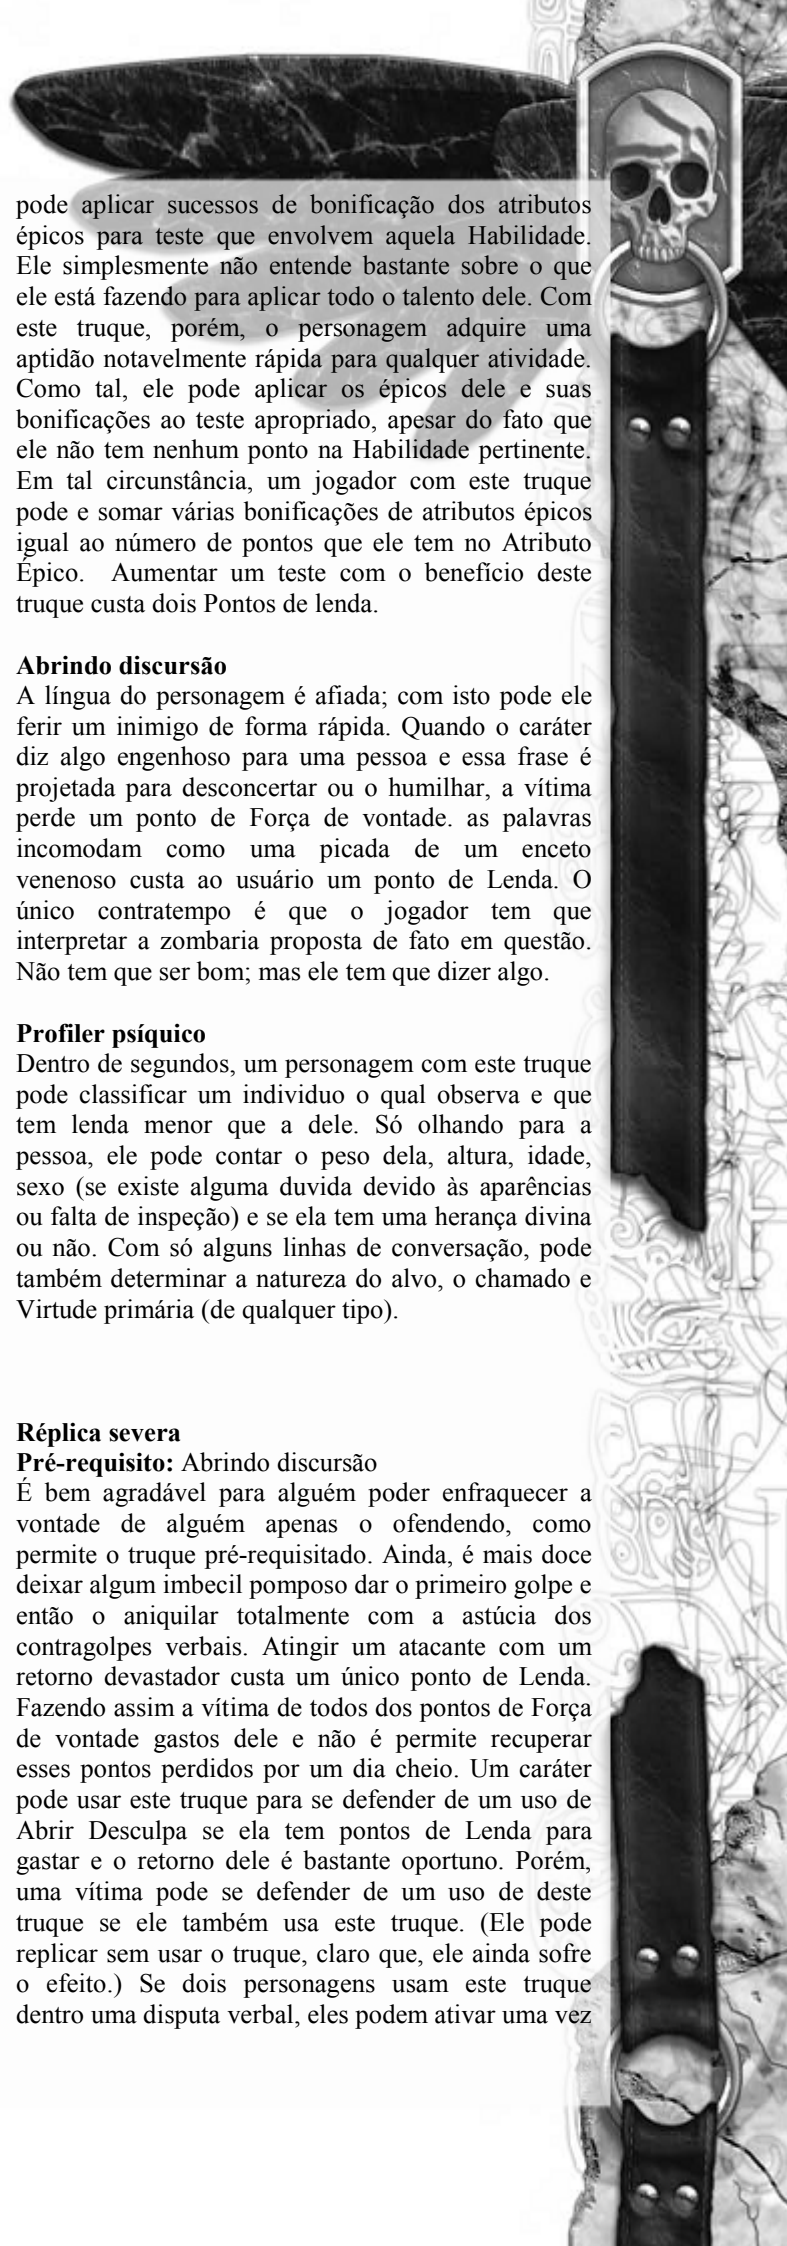 pode aplicar sucessos de bonificação dos atributos
épicos para teste que envolvem aquela Habilidade.
Ele simplesmente não entende bastante sobre o que
ele está fazendo para aplicar todo o talento dele. Com
este truque, porém, o personagem adquire uma
aptidão notavelmente rápida para qualquer atividade.
Como tal, ele pode aplicar os épicos dele e suas
bonificações ao teste apropriado, apesar do fato que
ele não tem nenhum ponto na Habilidade pertinente.
Em tal circunstância, um jogador com este truque
pode e somar várias bonificações de atributos épicos
igual ao número de pontos que ele tem no Atributo
Épico. Aumentar um teste com o benefício deste
truque custa dois Pontos de lenda.

Abrindo discursão
A língua do personagem é afiada; com isto pode ele
ferir um inimigo de forma rápida. Quando o caráter
diz algo engenhoso para uma pessoa e essa frase é
projetada para desconcertar ou o humilhar, a vítima
perde um ponto de Força de vontade. as palavras
incomodam como uma picada de um enceto
venenoso custa ao usuário um ponto de Lenda. O
único contratempo é que o jogador tem que
interpretar a zombaria proposta de fato em questão.
Não tem que ser bom; mas ele tem que dizer algo.

Profiler psíquico
Dentro de segundos, um personagem com este truque
pode classificar um individuo o qual observa e que
tem lenda menor que a dele. Só olhando para a
pessoa, ele pode contar o peso dela, altura, idade,
sexo (se existe alguma duvida devido às aparências
ou falta de inspeção) e se ela tem uma herança divina
ou não. Com só alguns linhas de conversação, pode
também determinar a natureza do alvo, o chamado e
Virtude primária (de qualquer tipo).

Réplica severa
Pré-requisito: Abrindo discursão
É bem agradável para alguém poder enfraquecer a
vontade de alguém apenas o ofendendo, como
permite o truque pré-requisitado. Ainda, é mais doce
deixar algum imbecil pomposo dar o primeiro golpe e
então o aniquilar totalmente com a astúcia dos
contragolpes verbais. Atingir um atacante com um
retorno devastador custa um único ponto de Lenda.
Fazendo assim a vítima de todos dos pontos de Força
de vontade gastos dele e não é permite recuperar
esses pontos perdidos por um dia cheio. Um caráter
pode usar este truque para se defender de um uso de
Abrir Desculpa se ela tem pontos de Lenda para
gastar e o retorno dele é bastante oportuno. Porém,
uma vítima pode se defender de um uso de deste
truque se ele também usa este truque. (Ele pode
replicar sem usar o truque, claro que, ele ainda sofre
o efeito.) Se dois personagens usam este truque
dentro uma disputa verbal, eles podem ativar uma vez